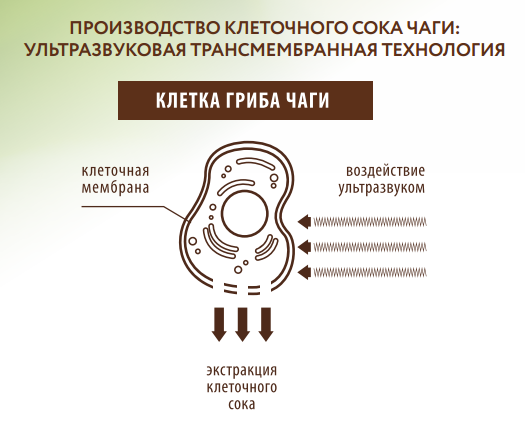 ПРОИЗВОДСТВО КЛЕТОЧНОГО СОКА ЧАГИ:
УЛЬТРАЗВУКОВАЯ ТРАНСМЕМБРАННАЯ ТЕХНОЛОГИЯ
КЛЕТКА ГРИБА ЧАГИ
клеточная
мембрана
воздействие
ультразвуком
экстракция
клеточного
сока